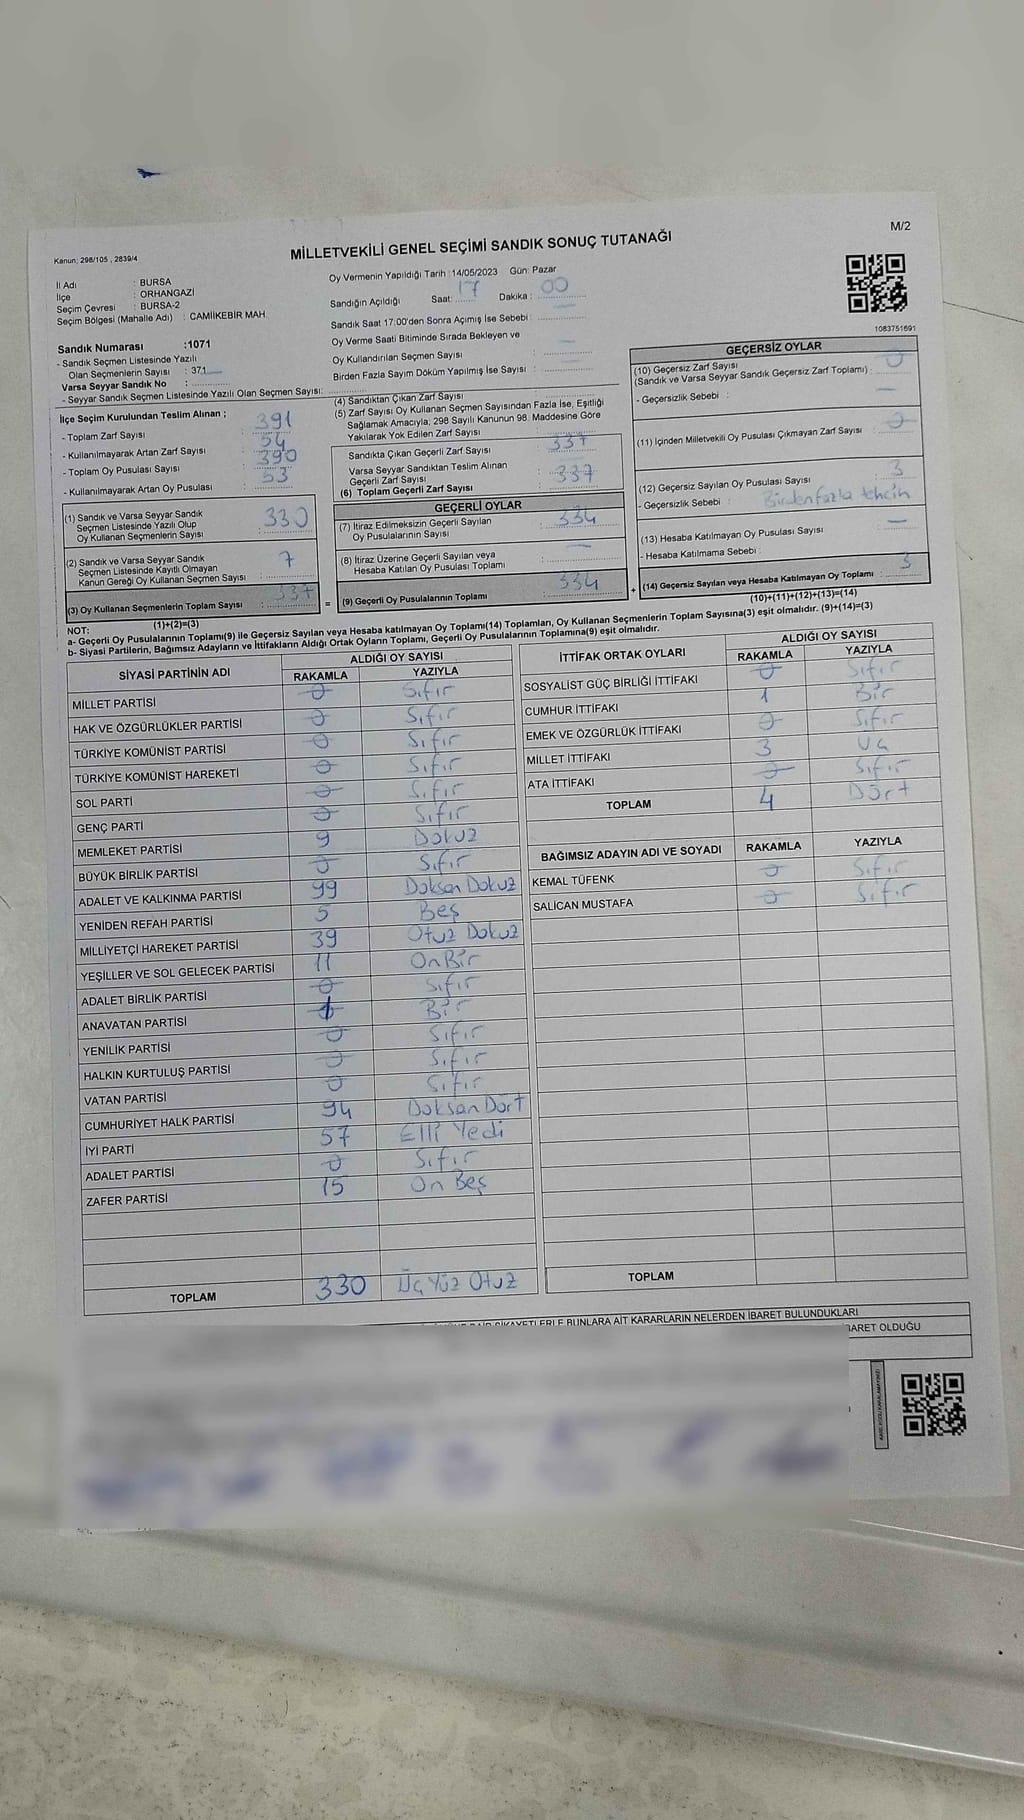 M/2
Kanun: 298/105 , 2839/4
MİLLETVEKİLİ GENEL SEÇİMİ SANDIK SONUÇ TUTANAĞI
İl Adı : BURSA
İlçe : ORHANGAZİ
Seçim Çevresi : BURSA-2
Seçim Bölgesi (Mahalle Adı) : CAMİİKEBİR MAH.
Sandık Numarası :1071
- Sandık Seçmen Listesinde Yazılı
Olan Seçmenlerin Sayısı : 371
Varsa Seyyar Sandık No :
- Seyyar Sandık Seçmen Listesinde Yazılı Olan Seçmen Sayısı:
Oy Vermenin Yapıldığı Tarih :14/05/2023 Gün: Pazar
Sandığın Açıldığı Saat: 17 Dakika : 00
Sandık Saat 17:00'den Sonra Açımış İse Sebebi :
Oy Verme Saati Bitiminde Sırada Bekleyen ve
Oy Kullandırılan Seçmen Sayısı : —
Birden Fazla Sayım Döküm Yapılmış İse Sayısı : —
1083751691
İlçe Seçim Kurulundan Teslim Alınan ;
- Toplam Zarf Sayısı : 391
- Kullanılmayarak Artan Zarf Sayısı : 54
- Toplam Oy Pusulası Sayısı : 390
- Kullanılmayarak Artan Oy Pusulası : 53
(1) Sandık ve Varsa Seyyar Sandık
Seçmen Listesinde Yazılı Olup
Oy Kullanan Seçmenlerin Sayısı : 330
(2) Sandık ve Varsa Seyyar Sandık
Seçmen Listesinde Kayıtlı Olmayan
Kanun Gereği Oy Kullanan Seçmen Sayısı : 7
(3) Oy Kullanan Seçmenlerin Toplam Sayısı : 337
(1)+(2)=(3)
(4) Sandıktan Çıkan Zarf Sayısı :
(5) Zarf Sayısı Oy Kullanan Seçmen Sayısından Fazla İse, Eşitliği
Sağlamak Amacıyla; 298 Sayılı Kanunun 98. Maddesine Göre
Yakılarak Yok Edilen Zarf Sayısı :
Sandıkta Çıkan Geçerli Zarf Sayısı : 337
Varsa Seyyar Sandıktan Teslim Alınan
Geçerli Zarf Sayısı :
(6) Toplam Geçerli Zarf Sayısı : 337
GEÇERLİ OYLAR
(7) İtiraz Edilmeksizin Geçerli Sayılan
Oy Pusulalarının Sayısı : 334
(8) İtiraz Üzerine Geçerli Sayılan veya
Hesaba Katılan Oy Pusulası Toplamı : —
= (9) Geçerli Oy Pusulalarının Toplamı : 334 +
GEÇERSİZ OYLAR
(10) Geçersiz Zarf Sayısı
(Sandık ve Varsa Seyyar Sandık Geçersiz Zarf Toplamı) : 0
- Geçersizlik Sebebi : —
(11) İçinden Milletvekili Oy Pusulası Çıkmayan Zarf Sayısı : 0
(12) Geçersiz Sayılan Oy Pusulası Sayısı : 3
- Geçersizlik Sebebi : Birden fazla tercih
(13) Hesaba Katılmayan Oy Pusulası Sayısı : —
- Hesaba Katılmama Sebebi :
(14) Geçersiz Sayılan veya Hesaba Katılmayan Oy Toplamı : 3
(10)+(11)+(12)+(13)=(14)
NOT:
a- Geçerli Oy Pusulalarının Toplamı(9) ile Geçersiz Sayılan veya Hesaba katılmayan Oy Toplamı(14) Toplamları, Oy Kullanan Seçmenlerin Toplam Sayısına(3) eşit olmalıdır. (9)+(14)=(3)
b- Siyasi Partilerin, Bağımsız Adayların ve İttifakların Aldığı Ortak Oyların Toplamı, Geçerli Oy Pusulalarının Toplamına(9) eşit olmalıdır.
SİYASİ PARTİNİN ADI ALDIĞI OY SAYISI
RAKAMLA YAZIYLA
MİLLET PARTİSİ 0 Sıfır
HAK VE ÖZGÜRLÜKLER PARTİSİ 0 Sıfır
TÜRKİYE KOMÜNİST PARTİSİ 0 Sıfır
TÜRKİYE KOMÜNİST HAREKETİ 0 Sıfır
SOL PARTİ 0 Sıfır
GENÇ PARTİ 0 Sıfır
MEMLEKET PARTİSİ 9 Dokuz
BÜYÜK BİRLİK PARTİSİ 0 Sıfır
ADALET VE KALKINMA PARTİSİ 99 Doksan Dokuz
YENİDEN REFAH PARTİSİ 5 Beş
MİLLİYETÇİ HAREKET PARTİSİ 39 Otuz Dokuz
YEŞİLLER VE SOL GELECEK PARTİSİ 11 On Bir
ADALET BİRLİK PARTİSİ 0 Sıfır
ANAVATAN PARTİSİ 1 Bir
YENİLİK PARTİSİ 0 Sıfır
HALKIN KURTULUŞ PARTİSİ 0 Sıfır
VATAN PARTİSİ 0 Sıfır
CUMHURİYET HALK PARTİSİ 94 Doksan Dört
İYİ PARTİ 57 Elli Yedi
ADALET PARTİSİ 0 Sıfır
ZAFER PARTİSİ 15 On Beş
TOPLAM 330 Üç Yüz Otuz
İTTİFAK ORTAK OYLARI ALDIĞI OY SAYISI
RAKAMLA YAZIYLA
SOSYALİST GÜÇ BİRLİĞİ İTTİFAKI 0 Sıfır
CUMHUR İTTİFAKI 1 Bir
EMEK VE ÖZGÜRLÜK İTTİFAKI 0 Sıfır
MİLLET İTTİFAKI 3 Üç
ATA İTTİFAKI 0 Sıfır
TOPLAM 4 Dört
BAĞIMSIZ ADAYIN ADI VE SOYADI RAKAMLA YAZIYLA
KEMAL TÜFENK 0 Sıfır
SALİCAN MUSTAFA 0 Sıfır
TOPLAM
ŞİKAYETLERLE BUNLARA AİT KARARLARIN NELERDEN İBARET BULUNDUKLARI
İBARET OLDUĞU